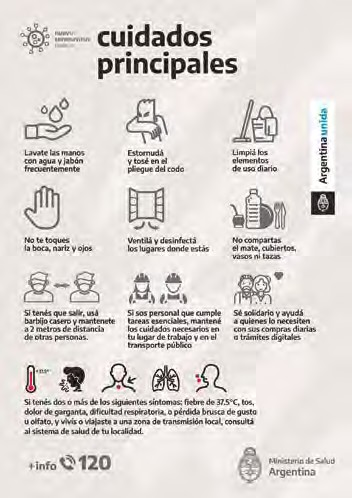 NUEVO
CORONAVIRUS
COVID-19
cuidados
principales
Lavate las manos
con agua y jabón
frecuentemente
Estornudá
y tosé en el
pliegue del codo
Limpiá los
elementos
de uso diario
Argentina unida
No te toques
la boca, nariz y ojos
Ventilá y desinfectá
los lugares donde estás
No compartas
el mate, cubiertos,
vasos ni tazas
Si tenés que salir, usá
barbijo casero y mantenete
a 2 metros de distancia
de otras personas.
Si sos personal que cumple
tareas esenciales, mantené
los cuidados necesarios en
tu lugar de trabajo y en el
transporte público
Sé solidario y ayudá
a quienes lo necesiten
con sus compras diarias
o trámites digitales
+37,5°
Si tenés dos o más de los siguientes síntomas: fiebre de 37.5°C, tos,
dolor de garganta, dificultad respiratoria, o pérdida brusca de gusto
u olfato, y vivís o viajaste a una zona de transmisión local, consultá
al sistema de salud de tu localidad.
+info 120
Ministerio de Salud
Argentina